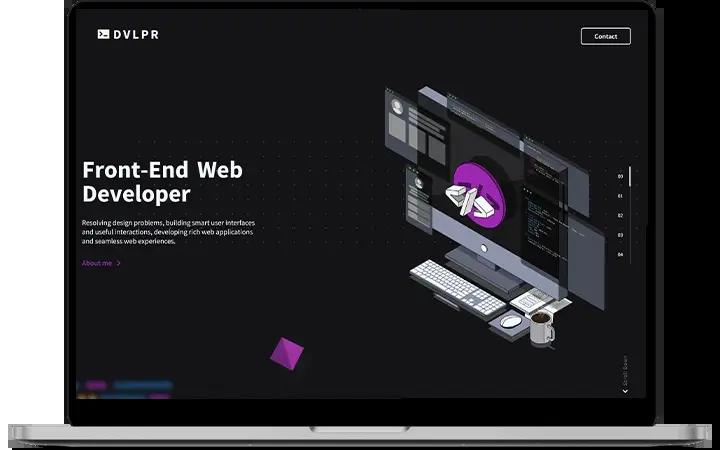 DVLPR
Contact
Front-End Web
Developer
Resolving design problems, building smart user interfaces
and useful interactions, developing rich web applications
and seamless web experiences.
About me
00
01
02
03
04
Scroll Down